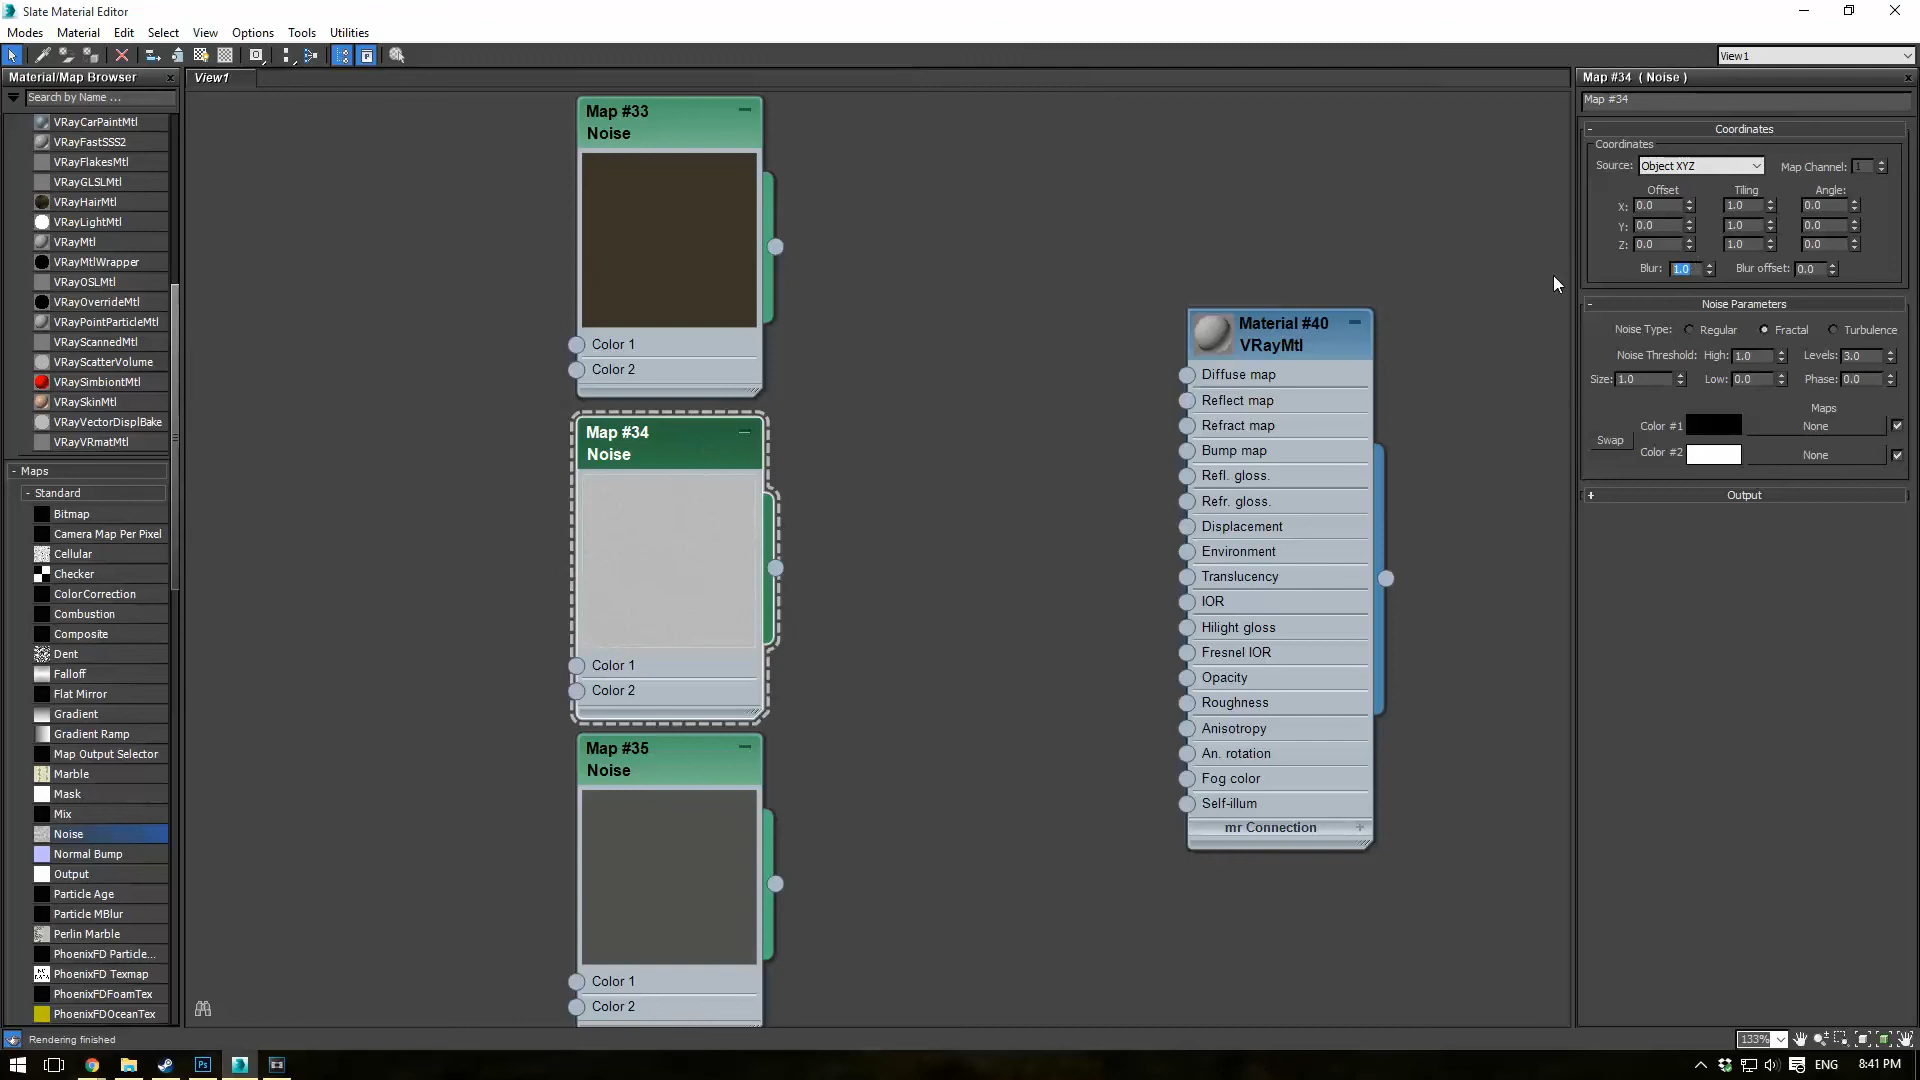 Slate Material Editor
Modes Material Edit Select View Options Tools Utilities
View1
Material/Map Browser
Search by Name ...
VRayCarPaintMtl
VRayFastSSS2
VRayFlakesMtl
VRayGLSLMtl
VRayHairMtl
VRayLightMtl
VRayMtl
VRayMtlWrapper
VRayOSLMtl
VRayOverrideMtl
VRayPointParticleMtl
VRayScannedMtl
VRayScatterVolume
VRaySimbiontMtl
VRaySkinMtl
VRayVectorDisplBake
VRayVRmatMtl
- Maps
- Standard
Bitmap
Camera Map Per Pixel
Cellular
Checker
ColorCorrection
Combustion
Composite
Dent
Falloff
Flat Mirror
Gradient
Gradient Ramp
Map Output Selector
Marble
Mask
Mix
Noise
Normal Bump
Output
Particle Age
Particle MBlur
Perlin Marble
PhoenixFD Particle...
PhoenixFD Texmap
PhoenixFDFoamTex
PhoenixFDOceanTex
View1
Map #33
Noise
Color 1
Color 2
Map #34
Noise
Color 1
Color 2
Map #35
Noise
Color 1
Color 2
Material #40
VRayMtl
Diffuse map
Reflect map
Refract map
Bump map
Refl. gloss.
Refr. gloss.
Displacement
Environment
Translucency
IOR
Hilight gloss
Fresnel IOR
Opacity
Roughness
Anisotropy
An. rotation
Fog color
Self-illum
mr Connection +
Map #34 ( Noise )
Map #34
- Coordinates
Coordinates
Source: Object XYZ Map Channel: 1
Offset Tiling Angle:
X: 0.0 1.0 0.0
Y: 0.0 1.0 0.0
Z: 0.0 1.0 0.0
Blur: 1.0 Blur offset: 0.0
- Noise Parameters
Noise Type: Regular Fractal Turbulence
Noise Threshold: High: 1.0 Levels: 3.0
Size: 1.0 Low: 0.0 Phase: 0.0
Maps
Swap
Color #1 None
Color #2 None
+ Output
Rendering finished
133%
Ps
ENG 8:41 PM